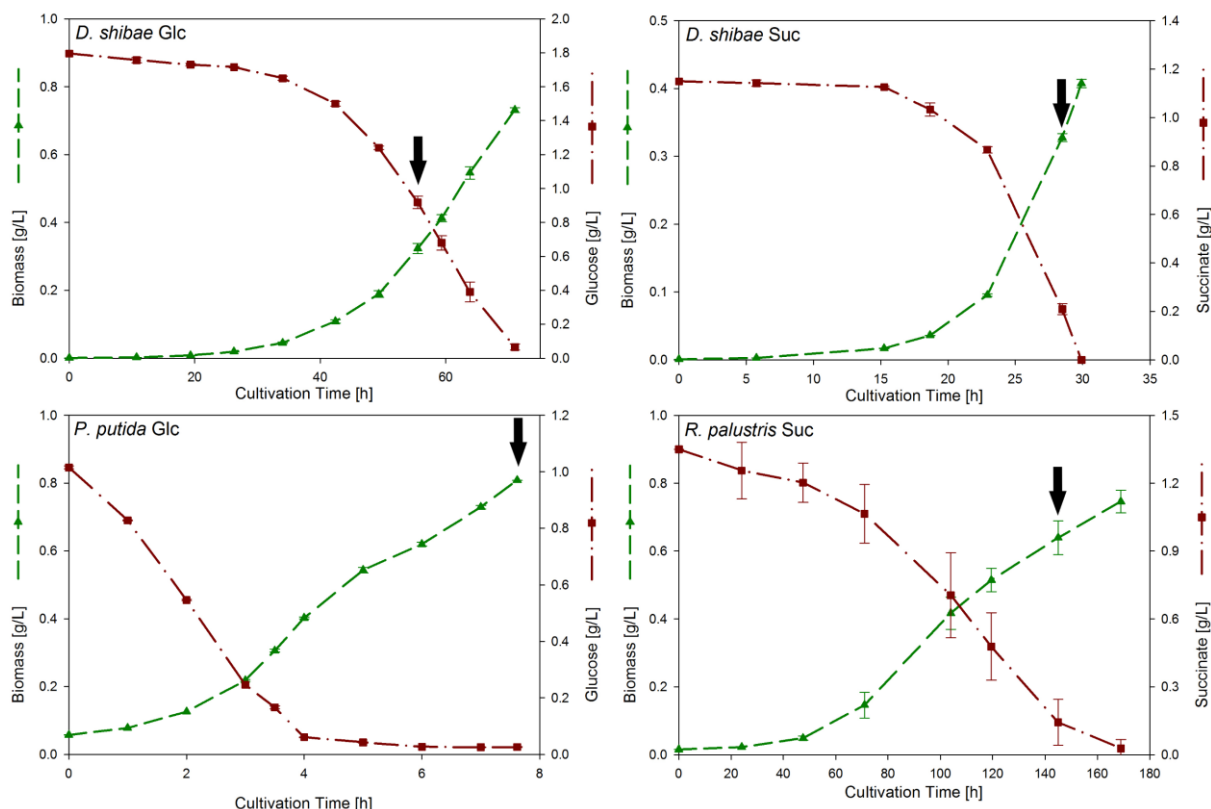 D. shibae Glc
1.0
0.8
0.6
0.4
0.2
0.0
Biomass [g/L]
2.0
1.8
1.6
1.4
1.2
1.0
0.8
0.6
0.4
0.2
0.0
Glucose [g/L]
0 20 40 60
Cultivation Time [h]
D. shibae Suc
0.5
0.4
0.3
0.2
0.1
0.0
Biomass [g/L]
1.4
1.2
1.0
0.8
0.6
0.4
0.2
0.0
Succinate [g/L]
0 5 10 15 20 25 30 35
Cultivation Time [h]
P. putida Glc
1.0
0.8
0.6
0.4
0.2
0.0
Biomass [g/L]
1.2
1.0
0.8
0.6
0.4
0.2
0.0
Glucose [g/L]
0 2 4 6 8
Cultivation Time [h]
R. palustris Suc
1.0
0.8
0.6
0.4
0.2
0.0
Biomass [g/L]
1.5
1.2
0.9
0.6
0.3
0.0
Succinate [g/L]
0 20 40 60 80 100 120 140 160 180
Cultivation Time [h]